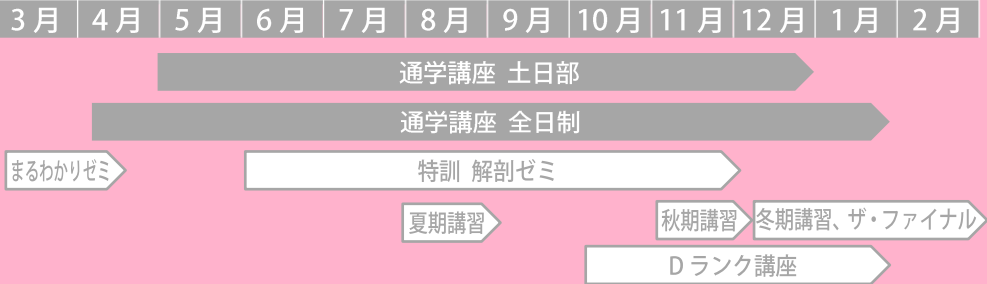 3月 4月 5月 6月 7月 8月 9月 10月 11月 12月 1月 2月
通学講座 土日部
通学講座 全日制
まるわかりゼミ 特訓 解剖ゼミ
夏期講習 秋期講習 冬期講習、ザ・ファイナル
Dランク講座